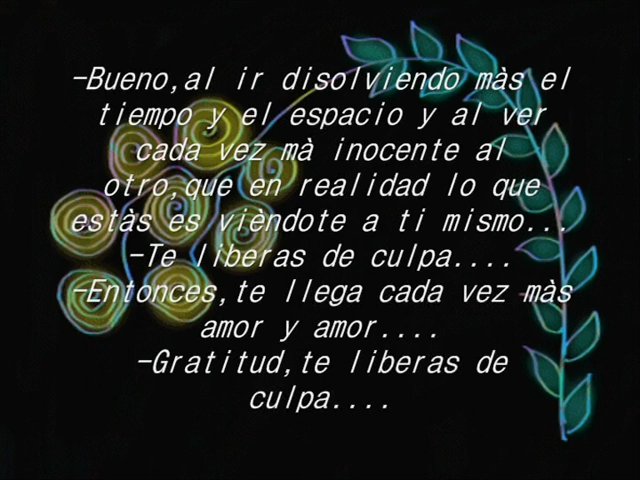 -Bueno,al ir disolviendo màs el
tiempo y el espacio y al ver
cada vez mà inocente al
otro,que en realidad lo que
estàs es vièndote a ti mismo...
-Te liberas de culpa....
-Entonces,te llega cada vez màs
amor y amor....
-Gratitud,te liberas de
culpa....